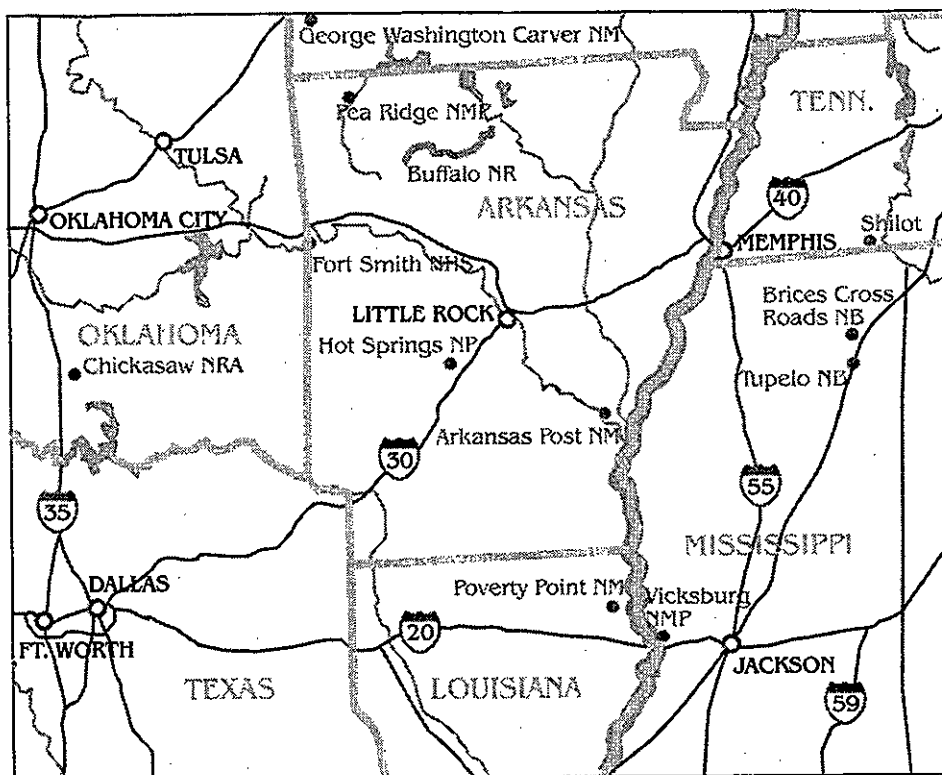 George Washington Carver NM
TENN.
Pea Ridge NMP
TULSA
Buffalo NR
ARKANSAS
40
OKLAHOMA CITY
Shilot
MEMPHIS
Fort Smith NHS
Brices Cross
Roads NB
LITTLE ROCK
OKLAHOMA
Hot Springs NP
Chickasaw NRA
Tupelo NB
Arkansas Post NM
30
55
35
MISSISSIPPI
DALLAS
Poverty Point NM
Vicksburg
NMP
20
FT. WORTH
JACKSON
TEXAS
LOUISIANA
59